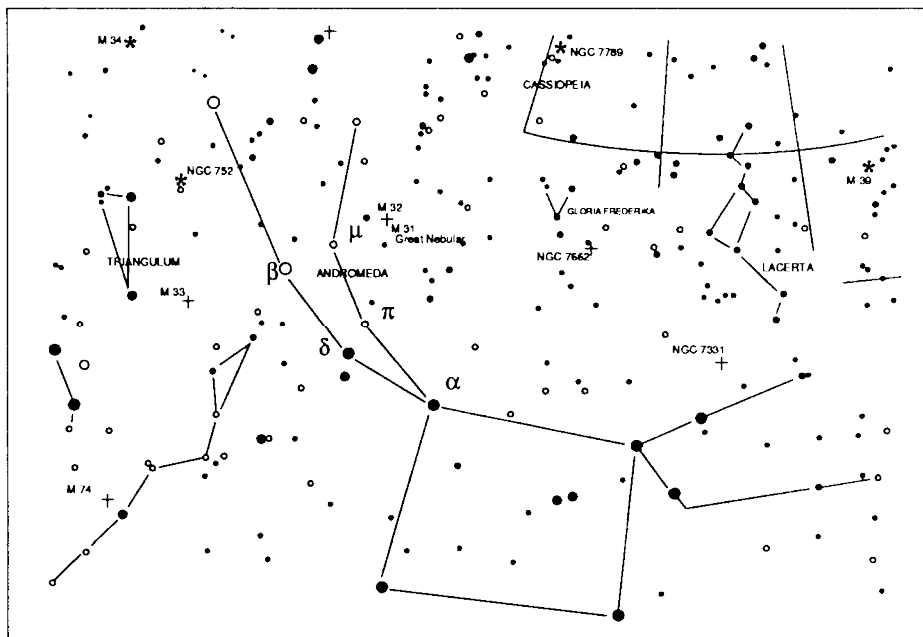 M 34
NGC 7789
CASSIOPEIA
NGC 752
M 39
M 32
M 31
GLORIA FREDERIKA
μ
Great Nebular
NGC 7662
TRIANGULUM
β
ANDROMEDA
LACERTA
M 33
π
δ
NGC 7331
α
M 74